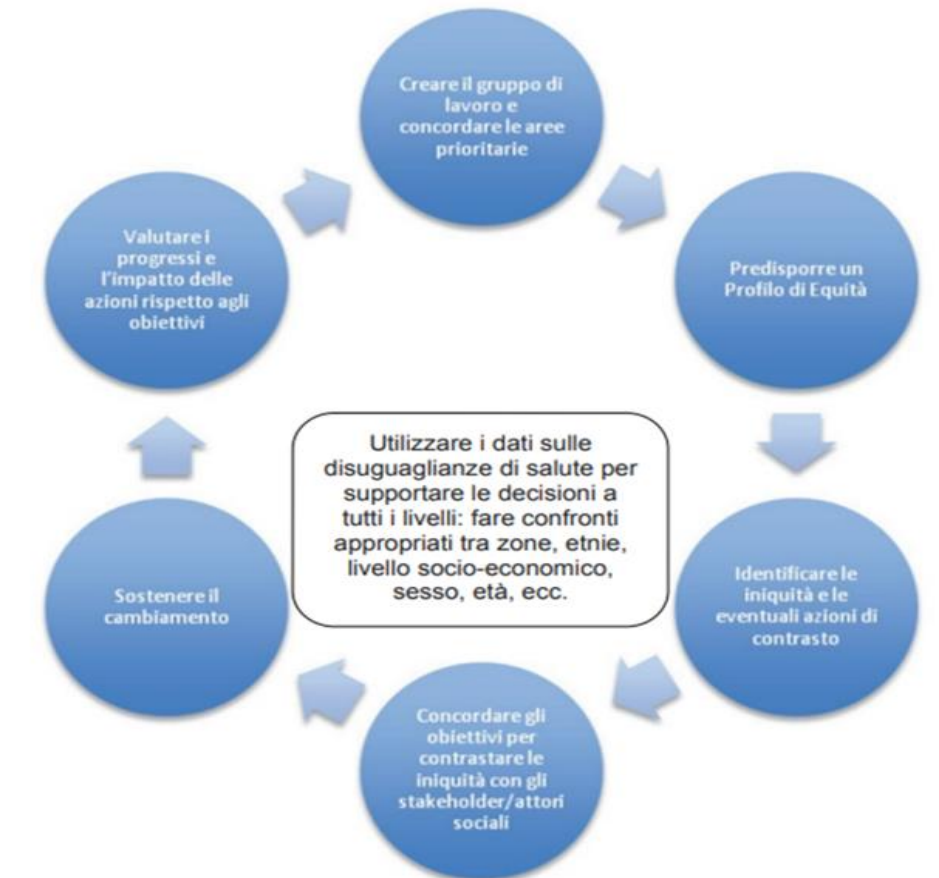 Creare il gruppo di
lavoro e
concordare le aree
prioritarie
Predisporre un
Profilo di Equità
Identificare le
iniquità e le
eventuali azioni di
contrasto
Concordare gli
obiettivi per
contrastare le
iniquità con gli
stakeholder/attori
sociali
Sostenere il
cambiamento
Valutare i
progressi e
l'impatto delle
azioni rispetto agli
obiettivi
Utilizzare i dati sulle
disuguaglianze di salute per
supportare le decisioni a
tutti i livelli: fare confronti
appropriati tra zone, etnie,
livello socio-economico,
sesso, età, ecc.